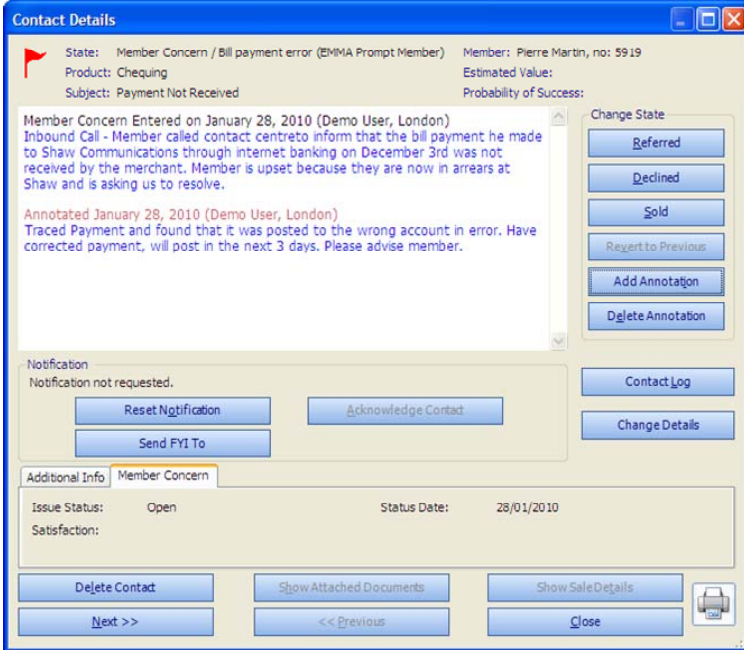 Contact Details
State: Member Concern / Bill payment error (EMMA Prompt Member) Member: Pierre Martin, no: 5919
Product: Chequing Estimated Value:
Subject: Payment Not Received Probability of Success:
Member Concern Entered on January 28, 2010 (Demo User, London)
Inbound Call - Member called contact centreto inform that the bill payment he made
to Shaw Communications through internet banking on December 3rd was not
received by the merchant. Member is upset because they are now in arrears at
Shaw and is asking us to resolve.
Annotated January 28, 2010 (Demo User, London)
Traced Payment and found that it was posted to the wrong account in error. Have
corrected payment, will post in the next 3 days. Please advise member.
Change State
Referred
Declined
Sold
Revert to Previous
Add Annotation
Delete Annotation
Notification
Notification not requested.
Reset Notification Acknowledge Contact
Send FYI To
Contact Log
Change Details
Additional Info Member Concern
Issue Status: Open Status Date: 28/01/2010
Satisfaction:
Delete Contact Show Attached Documents Show Sale Details
Next >> << Previous Close